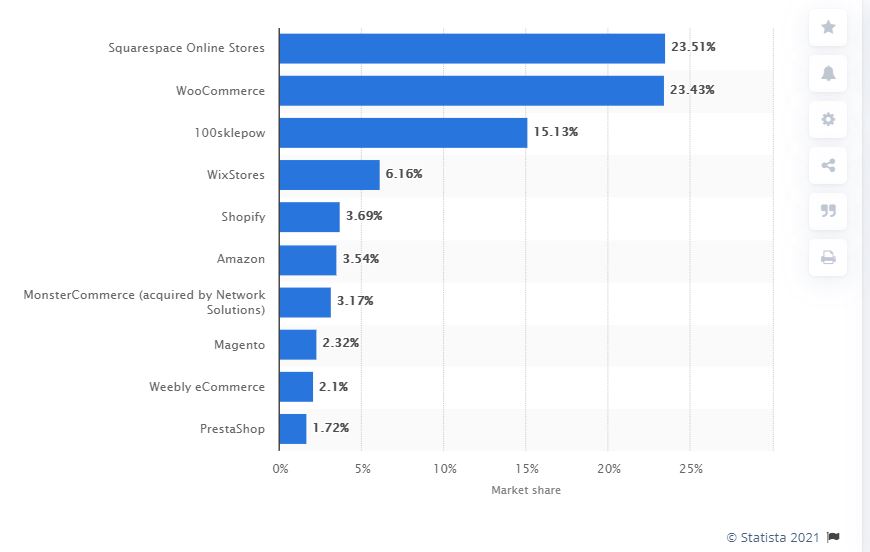 Squarespace Online Stores 23.51%
WooCommerce 23.43%
100sklepow 15.13%
WixStores 6.16%
Shopify 3.69%
Amazon 3.54%
MonsterCommerce (acquired by Network
Solutions) 3.17%
Magento 2.32%
Weebly eCommerce 2.1%
PrestaShop 1.72%
0% 5% 10% 15% 20% 25%
Market share
© Statista 2021